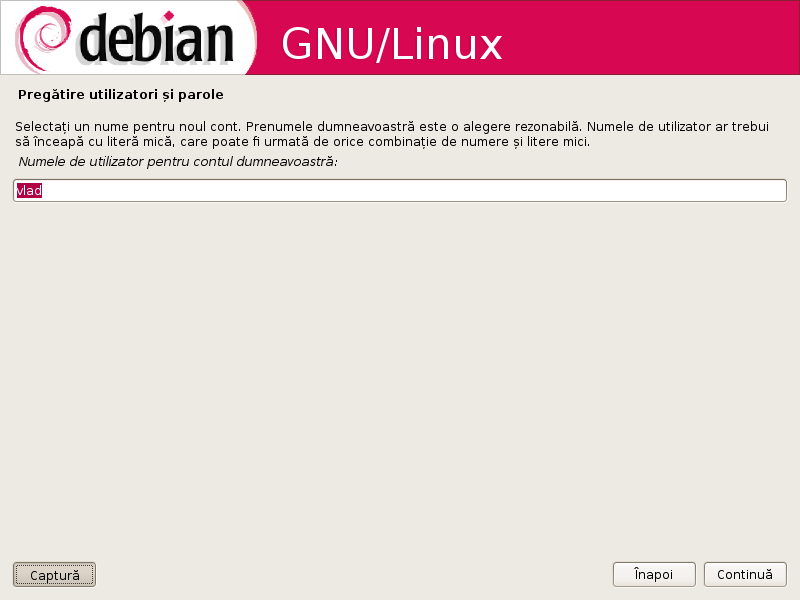 debian GNU/Linux
Pregătire utilizatori și parole
Selectați un nume pentru noul cont. Prenumele dumneavoastră este o alegere rezonabilă. Numele de utilizator ar trebui
să înceapă cu literă mică, care poate fi urmată de orice combinație de numere și litere mici.
Numele de utilizator pentru contul dumneavoastră:
vlad
Captură Înapoi Continuă